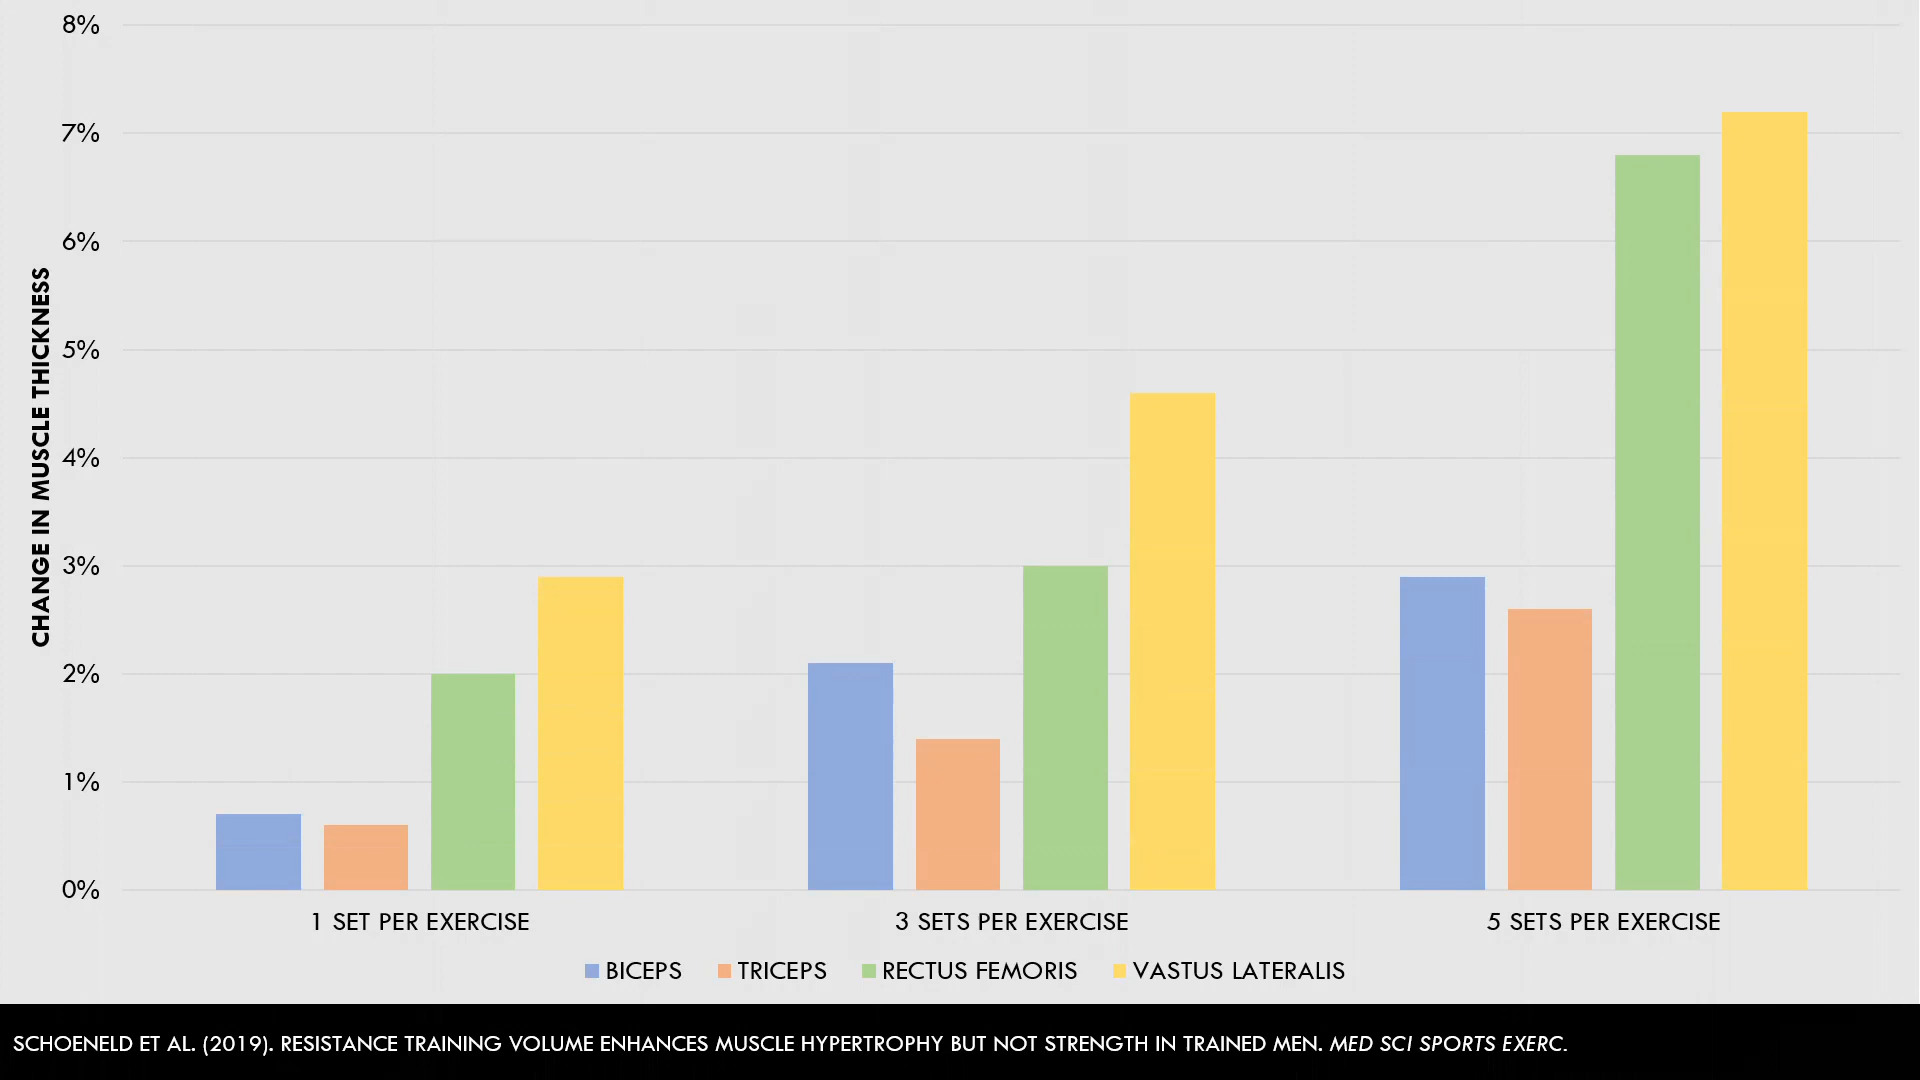 8%
7%
6%
5%
4%
3%
2%
1%
0%
CHANGE IN MUSCLE THICKNESS
1 SET PER EXERCISE
3 SETS PER EXERCISE
5 SETS PER EXERCISE
BICEPS
TRICEPS
RECTUS FEMORIS
VASTUS LATERALIS
SCHOENELD ET AL. (2019). RESISTANCE TRAINING VOLUME ENHANCES MUSCLE HYPERTROPHY BUT NOT STRENGTH IN TRAINED MEN. MED SCI SPORTS EXERC.